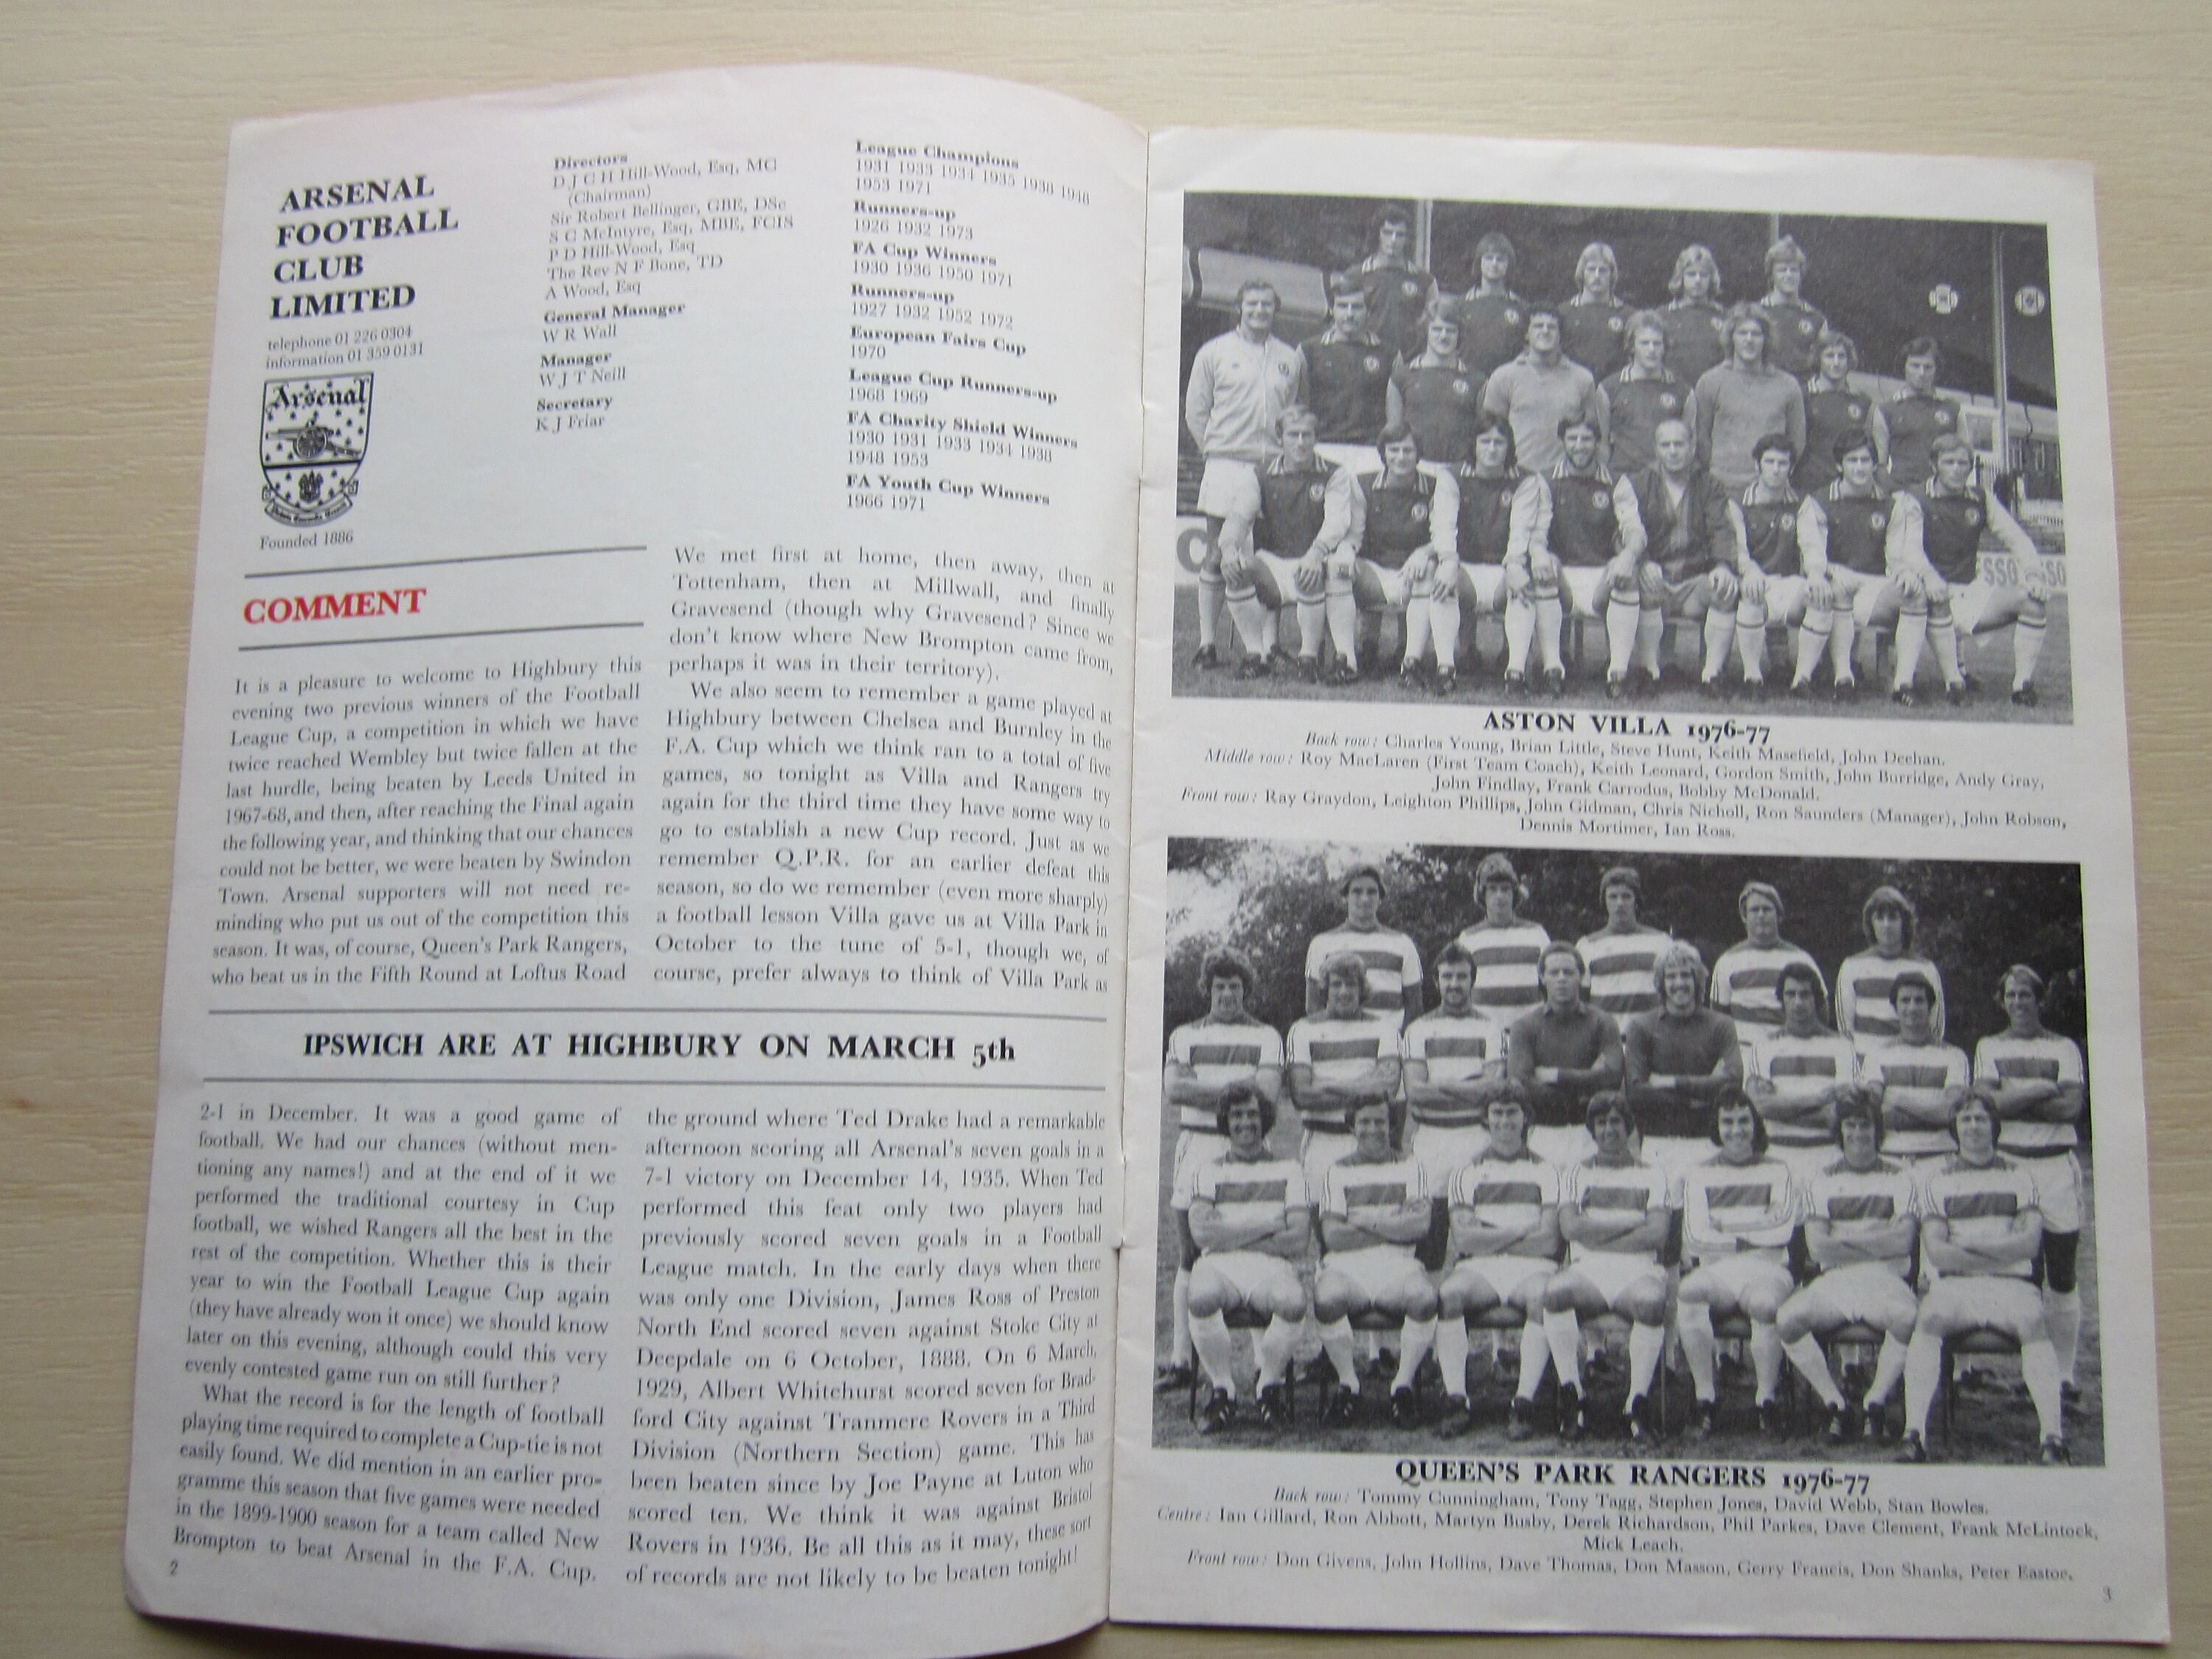 ARSENAL
FOOTBALL
CLUB
LIMITED
telephone 01 226 0304
information 01 359 0131
Arsenal
Founded 1886
Directors
D J C H Hill-Wood, Esq, MC
(Chairman)
Sir Robert Bellinger, GBE, DSc
S C McIntyre, Esq, MBE, FCIS
P D Hill-Wood, Esq
The Rev N F Bone, TD
A Wood, Esq
General Manager
W R Wall
Manager
W J T Neill
Secretary
K J Friar
League Champions
1931 1933 1934 1935 1938 1948
1953 1971
Runners-up
1926 1932 1973
FA Cup Winners
1930 1936 1950 1971
Runners-up
1927 1932 1952 1972
European Fairs Cup
1970
League Cup Runners-up
1968 1969
FA Charity Shield Winners
1930 1931 1933 1934 1938
1948 1953
FA Youth Cup Winners
1966 1971
COMMENT
It is a pleasure to welcome to Highbury this
evening two previous winners of the Football
League Cup, a competition in which we have
twice reached Wembley but twice fallen at the
last hurdle, being beaten by Leeds United in
1967-68, and then, after reaching the Final again
the following year, and thinking that our chances
could not be better, we were beaten by Swindon
Town. Arsenal supporters will not need re-
minding who put us out of the competition this
season. It was, of course, Queen's Park Rangers,
who beat us in the Fifth Round at Loftus Road
We met first at home, then away, then at
Tottenham, then at Millwall, and finally
Gravesend (though why Gravesend? Since we
don't know where New Brompton came from,
perhaps it was in their territory).
We also seem to remember a game played at
Highbury between Chelsea and Burnley in the
F.A. Cup which we think ran to a total of five
games, so tonight as Villa and Rangers try
again for the third time they have some way to
go to establish a new Cup record. Just as we
remember Q.P.R. for an earlier defeat this
season, so do we remember (even more sharply)
a football lesson Villa gave us at Villa Park in
October to the tune of 5-1, though we, of
course, prefer always to think of Villa Park as
IPSWICH ARE AT HIGHBURY ON MARCH 5th
2-1 in December. It was a good game of
football. We had our chances (without men-
tioning any names!) and at the end of it we
performed the traditional courtesy in Cup
football, we wished Rangers all the best in the
rest of the competition. Whether this is their
year to win the Football League Cup again
(they have already won it once) we should know
later on this evening, although could this very
evenly contested game run on still further?
What the record is for the length of football
playing time required to complete a Cup-tie is not
easily found. We did mention in an earlier pro-
gramme this season that five games were needed
in the 1899-1900 season for a team called New
Brompton to beat Arsenal in the F.A. Cup.
2
the ground where Ted Drake had a remarkable
afternoon scoring all Arsenal's seven goals in a
7-1 victory on December 14, 1935. When Ted
performed this feat only two players had
previously scored seven goals in a Football
League match. In the early days when there
was only one Division, James Ross of Preston
North End scored seven against Stoke City at
Deepdale on 6 October, 1888. On 6 March,
1929, Albert Whitehurst scored seven for Brad-
ford City against Tranmere Rovers in a Third
Division (Northern Section) game. This has
been beaten since by Joe Payne at Luton who
scored ten. We think it was against Bristol
Rovers in 1936. Be all this as it may, these sort
of records are not likely to be beaten tonight!
ASTON VILLA 1976-77
Back row: Charles Young, Brian Little, Steve Hunt, Keith Masefield, John Deehan.
Middle row: Roy MacLaren (First Team Coach), Keith Leonard, Gordon Smith, John Burridge, Andy Gray,
John Findlay, Frank Carrodus, Bobby McDonald.
Front row: Ray Graydon, Leighton Phillips, John Gidman, Chris Nicholl, Ron Saunders (Manager), John Robson,
Dennis Mortimer, Ian Ross.
QUEEN'S PARK RANGERS 1976-77
Back row: Tommy Cunningham, Tony Tagg, Stephen Jones, David Webb, Stan Bowles.
Centre: Ian Gillard, Ron Abbott, Martyn Busby, Derek Richardson, Phil Parkes, Dave Clement, Frank McLintock,
Mick Leach.
Front row: Don Givens, John Hollins, Dave Thomas, Don Masson, Gerry Francis, Don Shanks, Peter Eastoe.
3